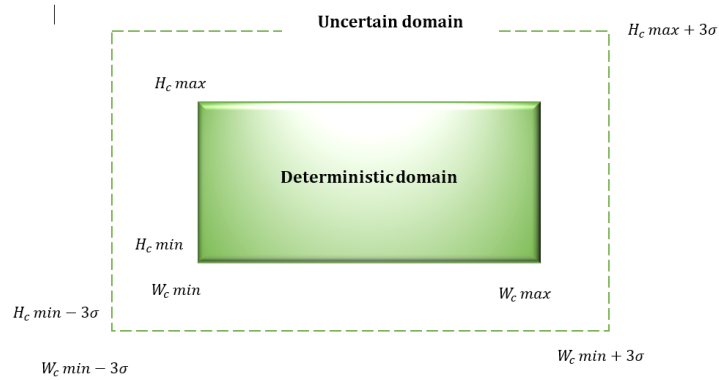 Uncertain domain
H_c max + 3σ
H_c max
Deterministic domain
H_c min
W_c min
W_c max
H_c min − 3σ
W_c min + 3σ
W_c min − 3σ